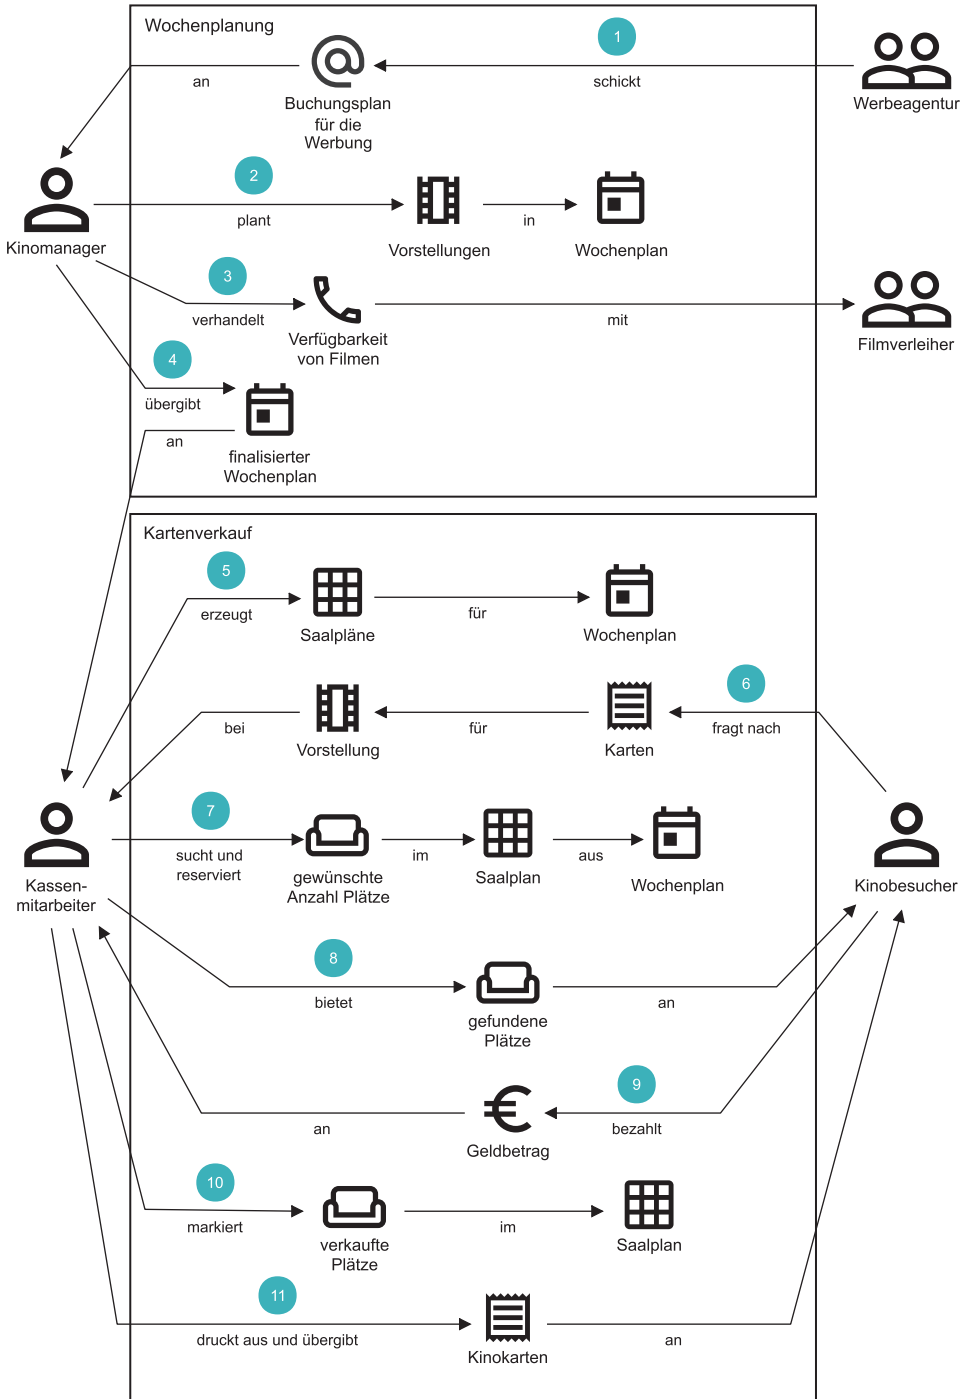 Wochenplanung
1
an
schickt
Buchungsplan
für die
Werbung
Werbeagentur
2
plant
in
Kinomanager
Vorstellungen
Wochenplan
3
verhandelt
mit
Verfügbarkeit
von Filmen
Filmverleiher
4
übergibt
an
finalisierter
Wochenplan
Kartenverkauf
5
erzeugt
für
Saalpläne
Wochenplan
6
bei
für
fragt nach
Vorstellung
Karten
7
sucht und
reserviert
im
aus
gewünschte
Anzahl Plätze
Saalplan
Wochenplan
Kassen-
mitarbeiter
Kinobesucher
8
bietet
an
gefundene
Plätze
9
an
bezahlt
Geldbetrag
10
markiert
im
verkaufte
Plätze
Saalplan
11
druckt aus und übergibt
an
Kinokarten